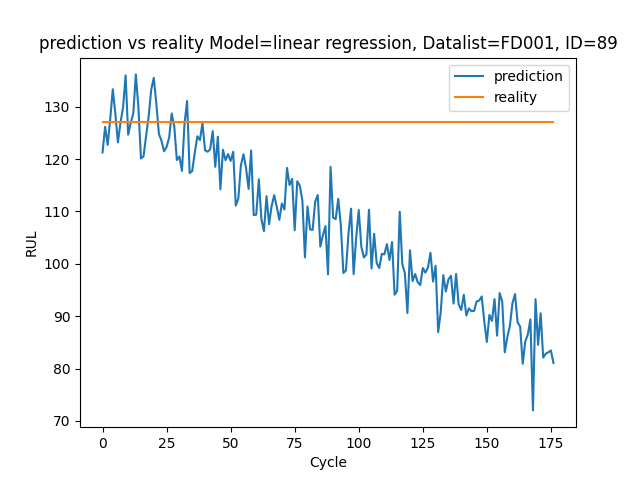 prediction vs reality Model=linear regression, Datalist=FD001, ID=89
prediction
reality
RUL
130
120
110
100
90
80
70
0 25 50 75 100 125 150 175
Cycle